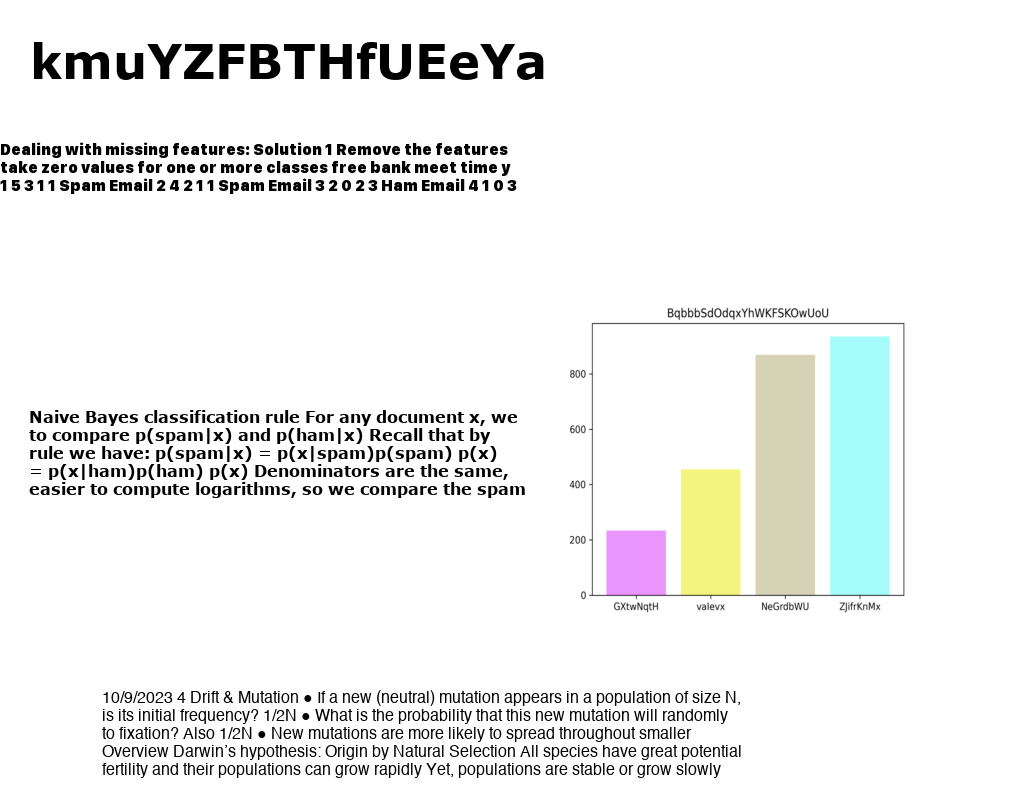 kmuYZFBTHfUEeYa
Dealing with missing features: Solution 1 Remove the features
take zero values for one or more classes free bank meet time y
1 5 3 1 1 Spam Email 2 4 2 1 1 Spam Email 3 2 0 2 3 Ham Email 4 1 0 3
BqbbbSdOdqxYhWKFSKOwUoU
800
600
400
200
0
GXtwNqtH valevx NeGrdbWU ZJifrKnMx
Naive Bayes classification rule For any document x, we
to compare p(spam|x) and p(ham|x) Recall that by
rule we have: p(spam|x) = p(x|spam)p(spam) p(x)
= p(x|ham)p(ham) p(x) Denominators are the same,
easier to compute logarithms, so we compare the spam
10/9/2023 4 Drift & Mutation ● If a new (neutral) mutation appears in a population of size N,
is its initial frequency? 1/2N ● What is the probability that this new mutation will randomly
to fixation? Also 1/2N ● New mutations are more likely to spread throughout smaller
Overview Darwin’s hypothesis: Origin by Natural Selection All species have great potential
fertility and their populations can grow rapidly Yet, populations are stable or grow slowly